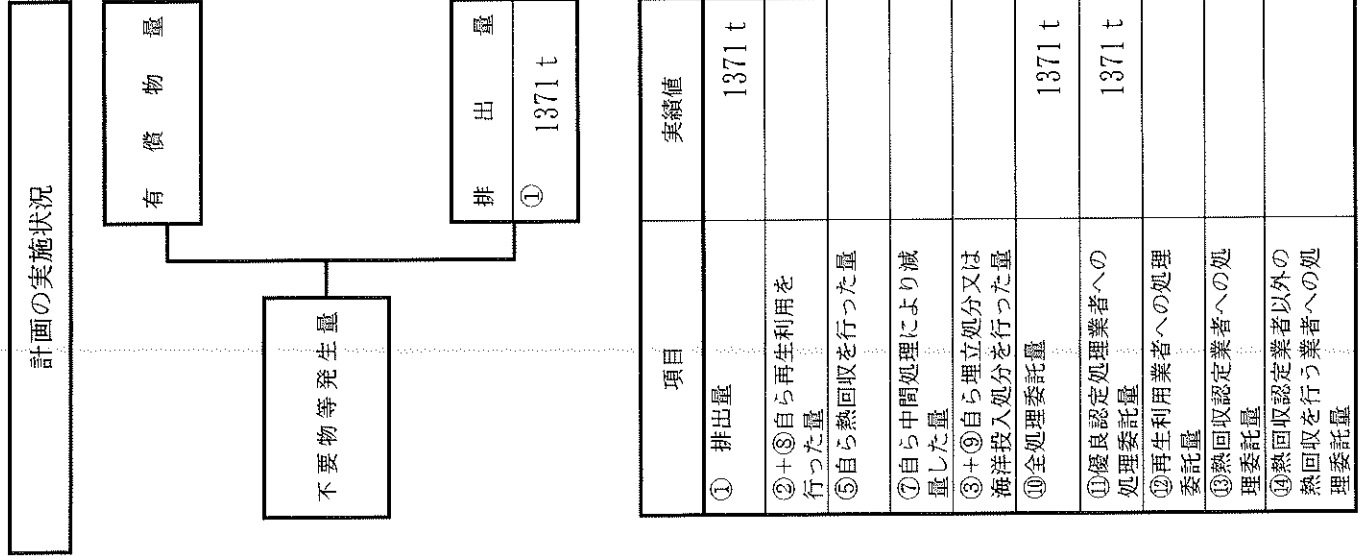 計画の実施状況
有償物量
不要物等発生量
排出量
① 1371 t
項目 実績値
① 排出量 1371 t
②+⑧自ら再生利用を
行った量
⑤自ら熱回収を行った量
⑦自ら中間処理により減
量した量
③+⑨自ら埋立処分又は
海洋投入処分を行った量
⑩全処理委託量 1371 t
⑪優良認定処理業者への
処理委託量 1371 t
⑫再生利用業者への処理
委託量
⑬熱回収認定業者への処
理委託量
⑭熱回収認定業者以外の
熱回収を行う業者への処
理委託量